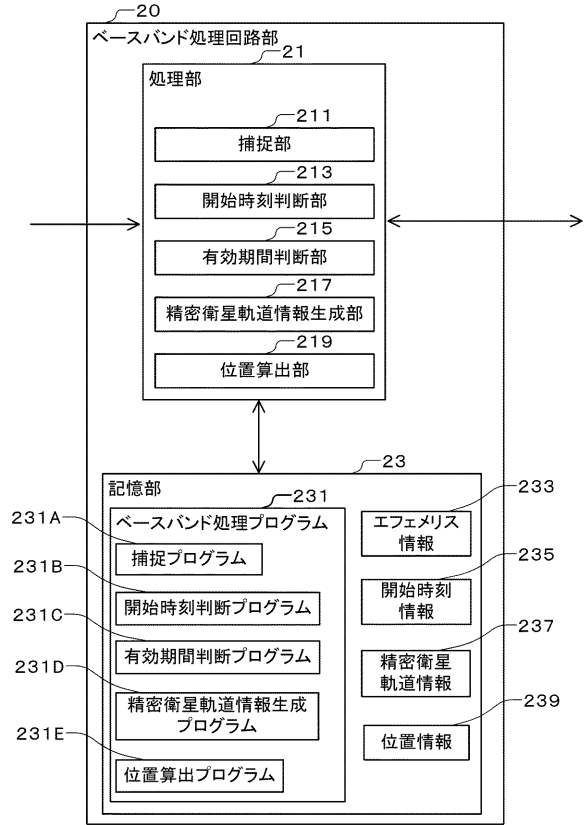 20
ベースバンド処理回路部
21
処理部
211
捕捉部
213
開始時刻判断部
215
有効期間判断部
217
精密衛星軌道情報生成部
219
位置算出部
23
記憶部
231
ベースバンド処理プログラム
231A
捕捉プログラム
231B
開始時刻判断プログラム
231C
有効期間判断プログラム
231D
精密衛星軌道情報生成
プログラム
231E
位置算出プログラム
233
エフェメリス
情報
235
開始時刻
情報
237
精密衛星
軌道情報
239
位置情報